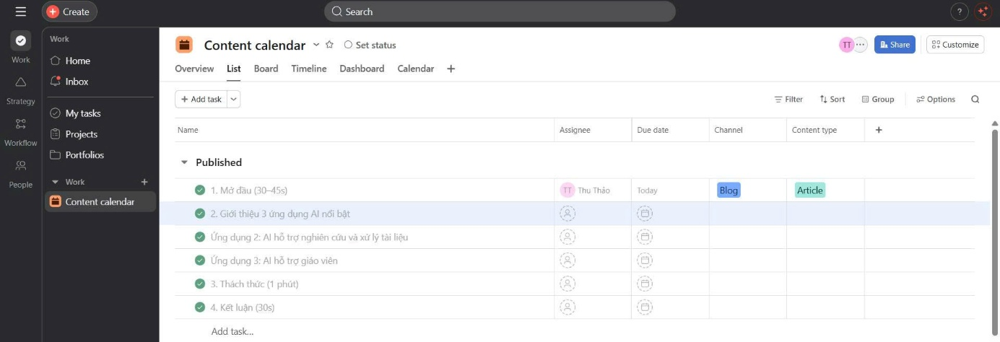 Create
Search
?
Work
Strategy
Workflow
People
Work
Home
Inbox
My tasks
Projects
Portfolios
Work
Content calendar
Content calendar
Set status
TT
Share
Customize
Overview List Board Timeline Dashboard Calendar
Add task
Filter Sort Group Options
Name Assignee Due date Channel Content type
Published
1. Mở đầu (30–45s) TT Thu Thảo Today Blog Article
2. Giới thiệu 3 ứng dụng AI nổi bật
Ứng dụng 2: AI hỗ trợ nghiên cứu và xử lý tài liệu
Ứng dụng 3: AI hỗ trợ giáo viên
3. Thách thức (1 phút)
4. Kết luận (30s)
Add task...